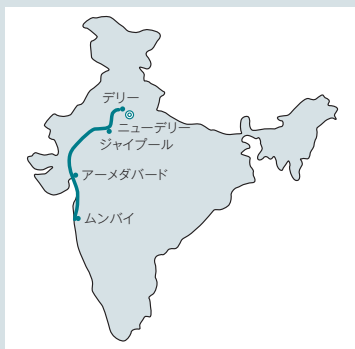 デリー
ニューデリー
ジャイプール
アーメダバード
ムンバイ